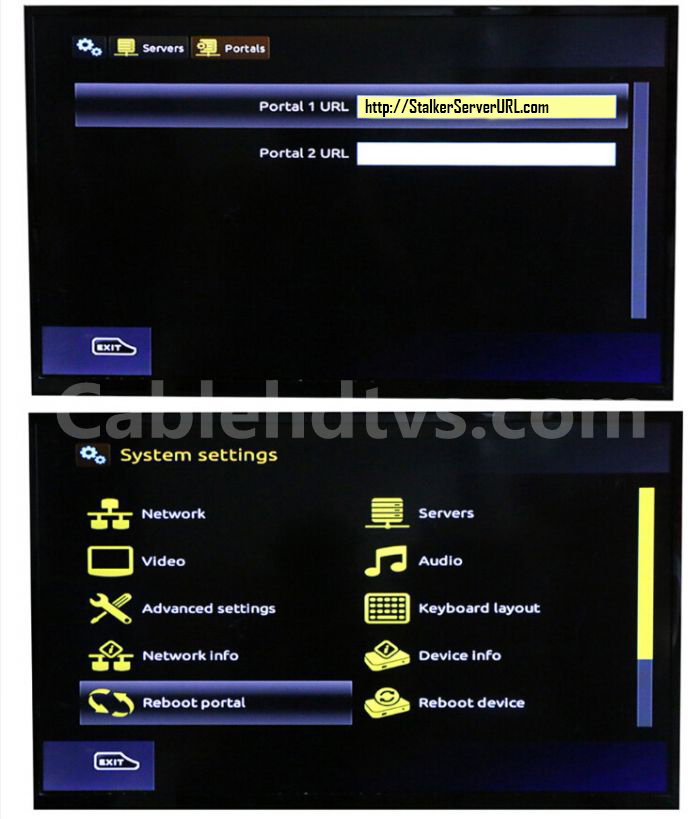 Servers Portals
Portal 1 URL http://StalkerServerURL.com
Portal 2 URL
EXIT
Cablehdtvs.com
System settings
Network Servers
Video Audio
Advanced settings Keyboard layout
Network info Device info
Reboot portal Reboot device
EXIT